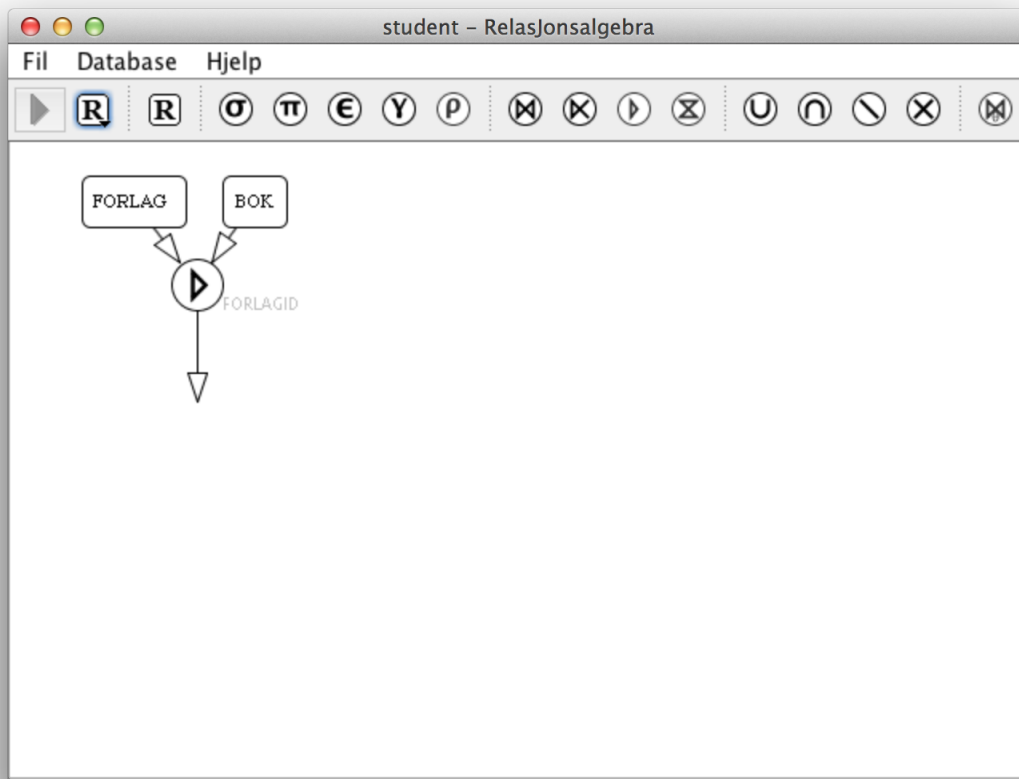 student – RelasJonsalgebra
Fil Database Hjelp
R R σ π ϵ γ ρ ⋈ ⋉ ▷ ⧖ ∪ ∩ \ ×
FORLAG BOK
▷ FORLAGID